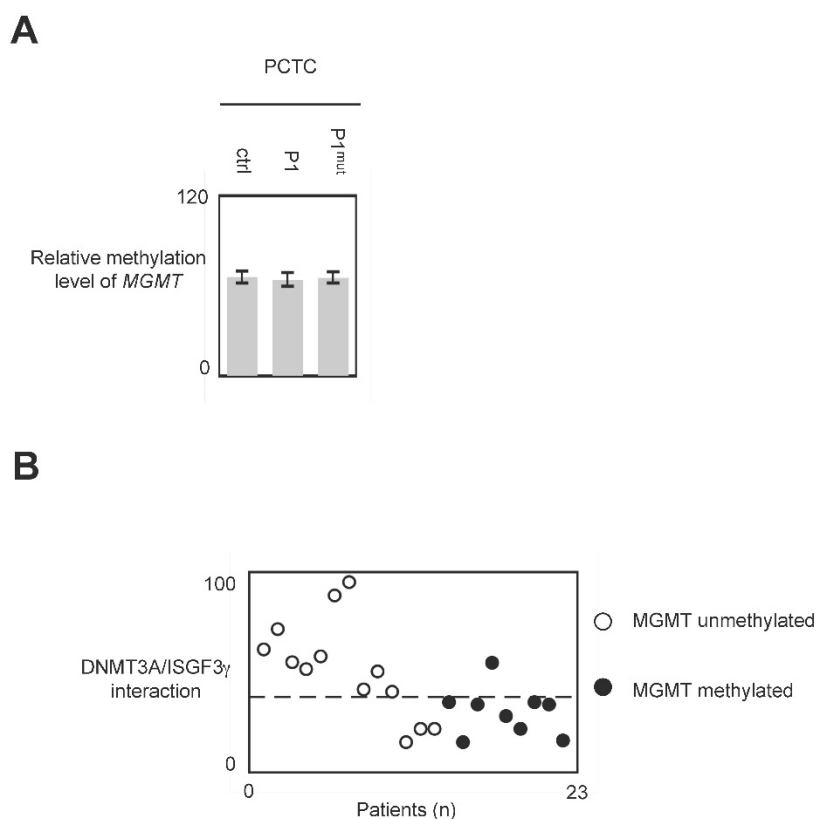 A
PCTC
ctrl
P1
P1mut
120
Relative methylation
level of MGMT
0
B
100
DNMT3A/ISGF3γ
interaction
0
0
23
Patients (n)
MGMT unmethylated
MGMT methylated